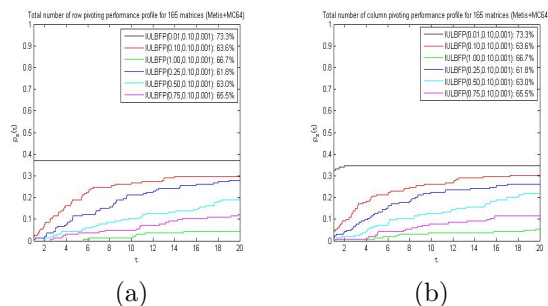 Total number of row pivoting performance profile for 165 matrices (Metis+MC64)
1
0.9
0.8
0.7
0.6
0.5
0.4
0.3
0.2
0.1
0
IULBFP(0.01,0.10,0.001): 73.3%
IULBFP(0.10,0.10,0.001): 63.6%
IULBFP(1.00,0.10,0.001): 66.7%
IULBFP(0.25,0.10,0.001): 61.8%
IULBFP(0.50,0.10,0.001): 63.0%
IULBFP(0.75,0.10,0.001): 65.5%
2 4 6 8 10 12 14 16 18 20
τ
(a)
Total number of column pivoting performance profile for 165 matrices (Metis+MC64)
1
0.9
0.8
0.7
0.6
0.5
0.4
0.3
0.2
0.1
0
IULBFP(0.01,0.10,0.001): 73.3%
IULBFP(0.10,0.10,0.001): 63.6%
IULBFP(1.00,0.10,0.001): 66.7%
IULBFP(0.25,0.10,0.001): 61.8%
IULBFP(0.50,0.10,0.001): 63.0%
IULBFP(0.75,0.10,0.001): 65.5%
2 4 6 8 10 12 14 16 18 20
τ
(b)